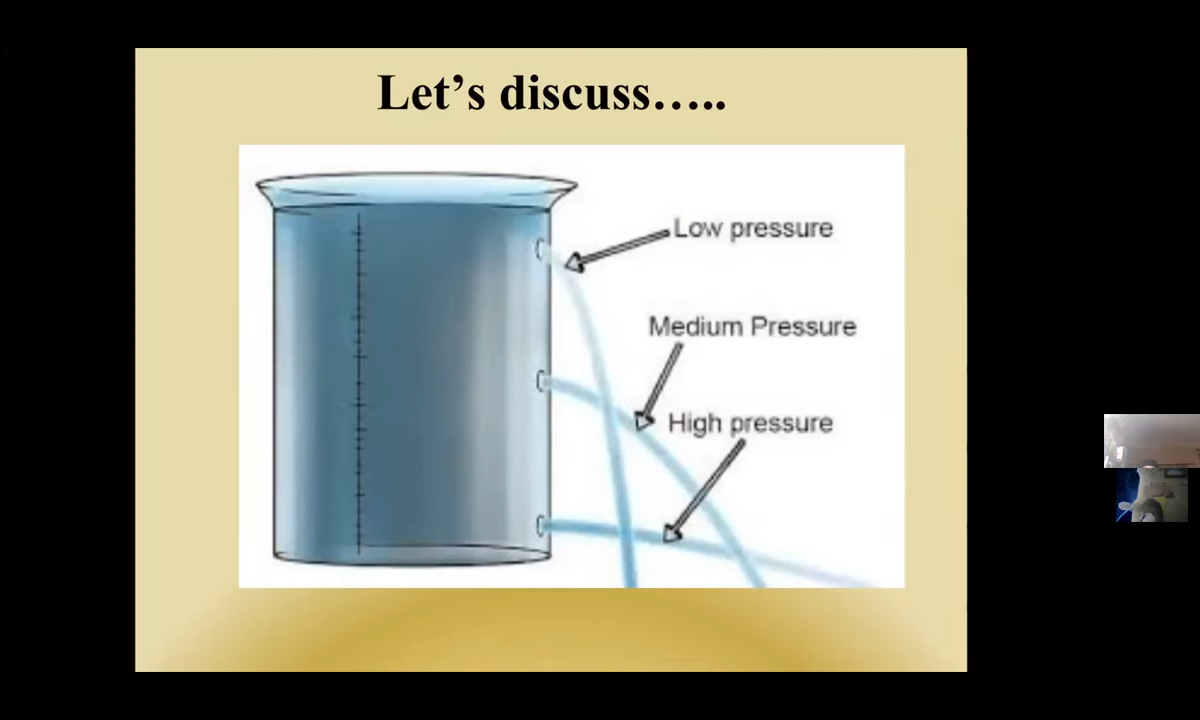 Let’s discuss…..
Low pressure
Medium Pressure
High pressure